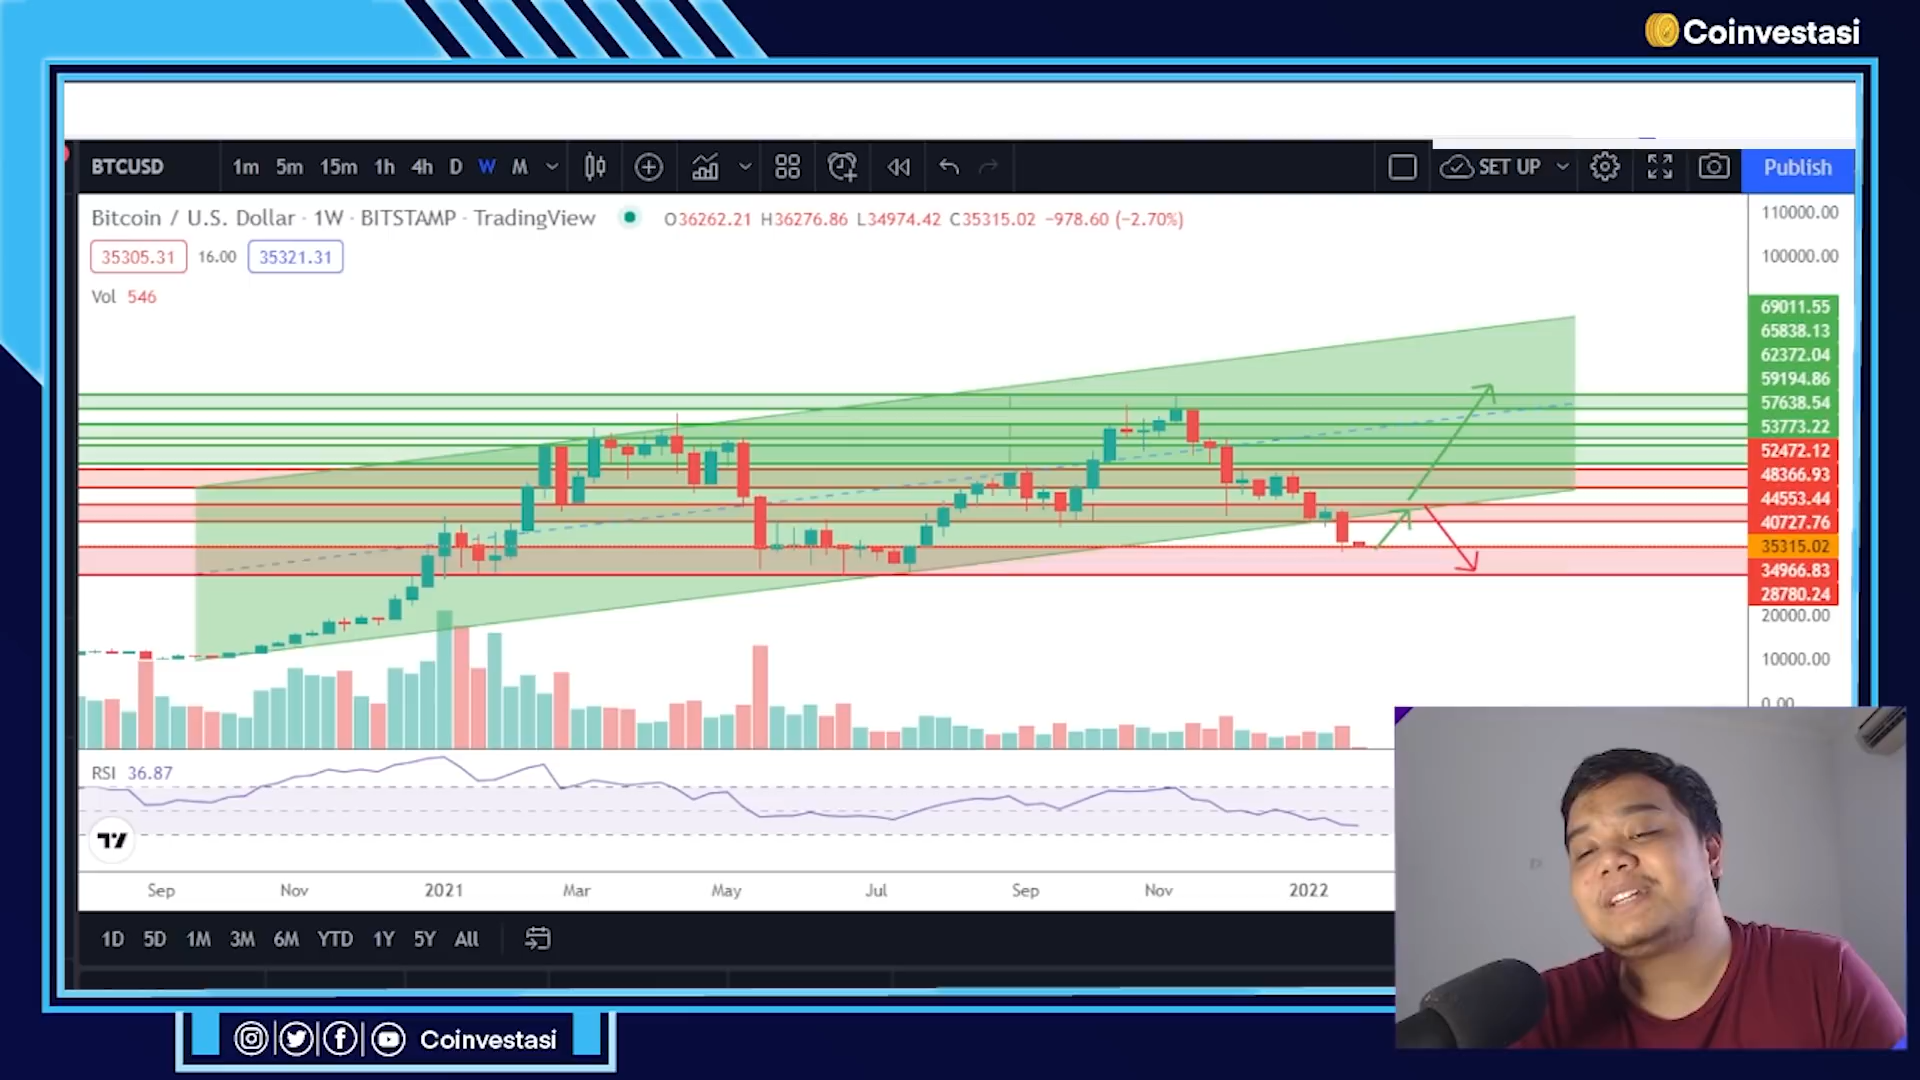 Coinvestasi
BTCUSD 1m 5m 15m 1h 4h D W M SET UP Publish
Bitcoin / U.S. Dollar · 1W · BITSTAMP · TradingView O36262.21 H36276.86 L34974.42 C35315.02 −978.60 (−2.70%)
35305.31 16.00 35321.31
Vol 546
110000.00
100000.00
69011.55
65838.13
62372.04
59194.86
57638.54
53773.22
52472.12
48366.93
44553.44
40727.76
35315.02
34966.83
28780.24
20000.00
10000.00
0.00
RSI 36.87
Sep Nov 2021 Mar May Jul Sep Nov 2022
1D 5D 1M 3M 6M YTD 1Y 5Y All
Coinvestasi